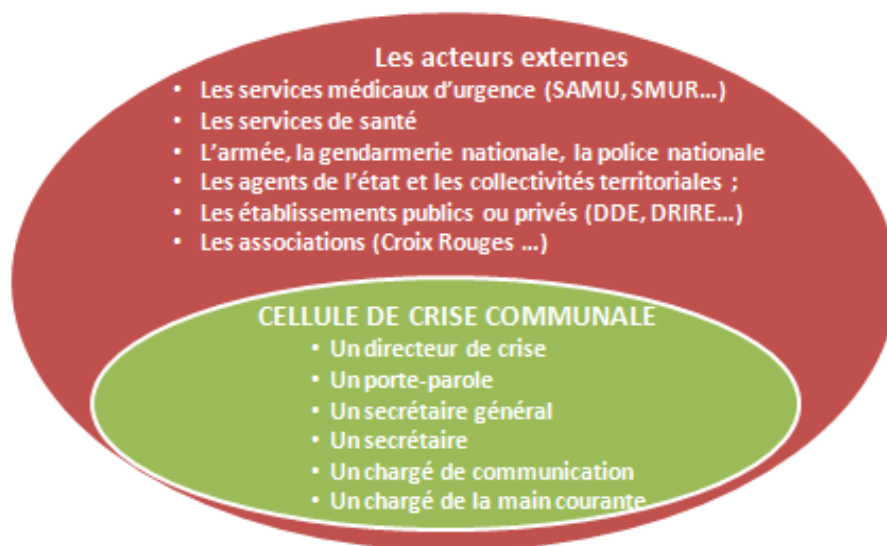 Les acteurs externes
• Les services médicaux d'urgence (SAMU, SMUR...)
• Les services de santé
• L'armée, la gendarmerie nationale, la police nationale
• Les agents de l'état et les collectivités territoriales ;
• Les établissements publics ou privés (DDE, DRIRE...)
• Les associations (Croix Rouges ...)
CELLULE DE CRISE COMMUNALE
• Un directeur de crise
• Un porte-parole
• Un secrétaire général
• Un secrétaire
• Un chargé de communication
• Un chargé de la main courante